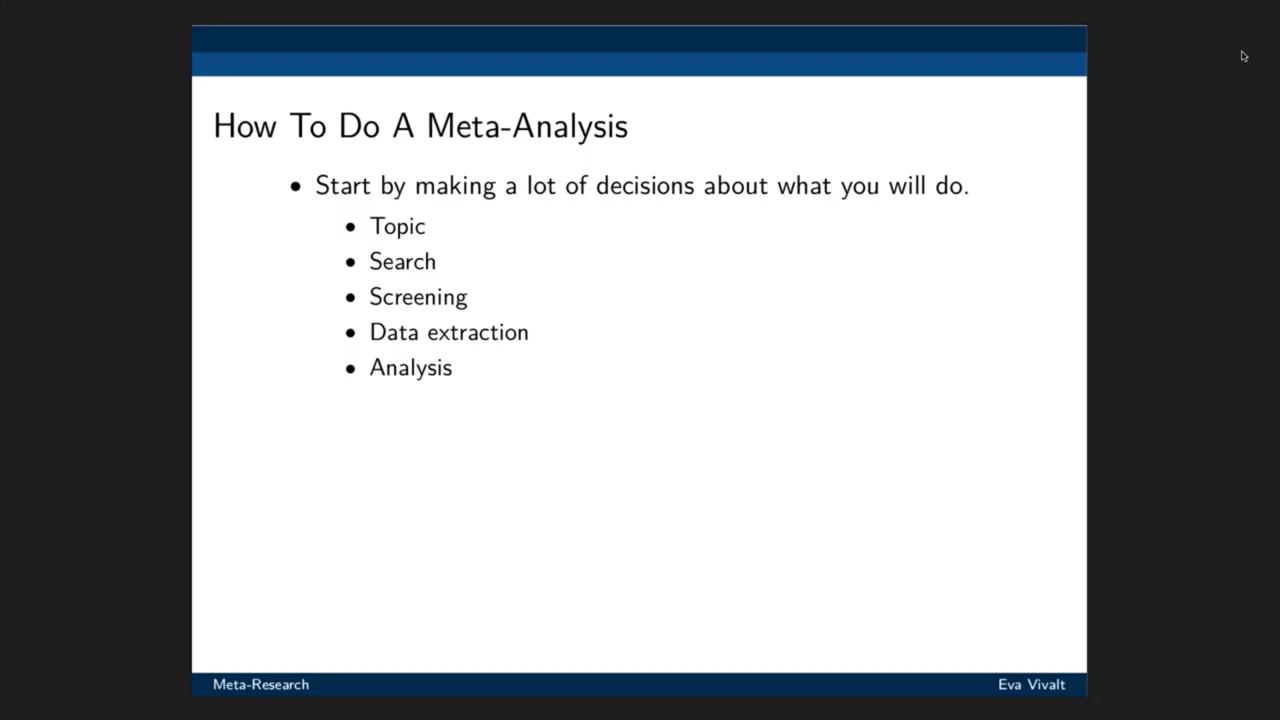 How To Do A Meta-Analysis
• Start by making a lot of decisions about what you will do.
• Topic
• Search
• Screening
• Data extraction
• Analysis
Meta-Research
Eva Vivalt